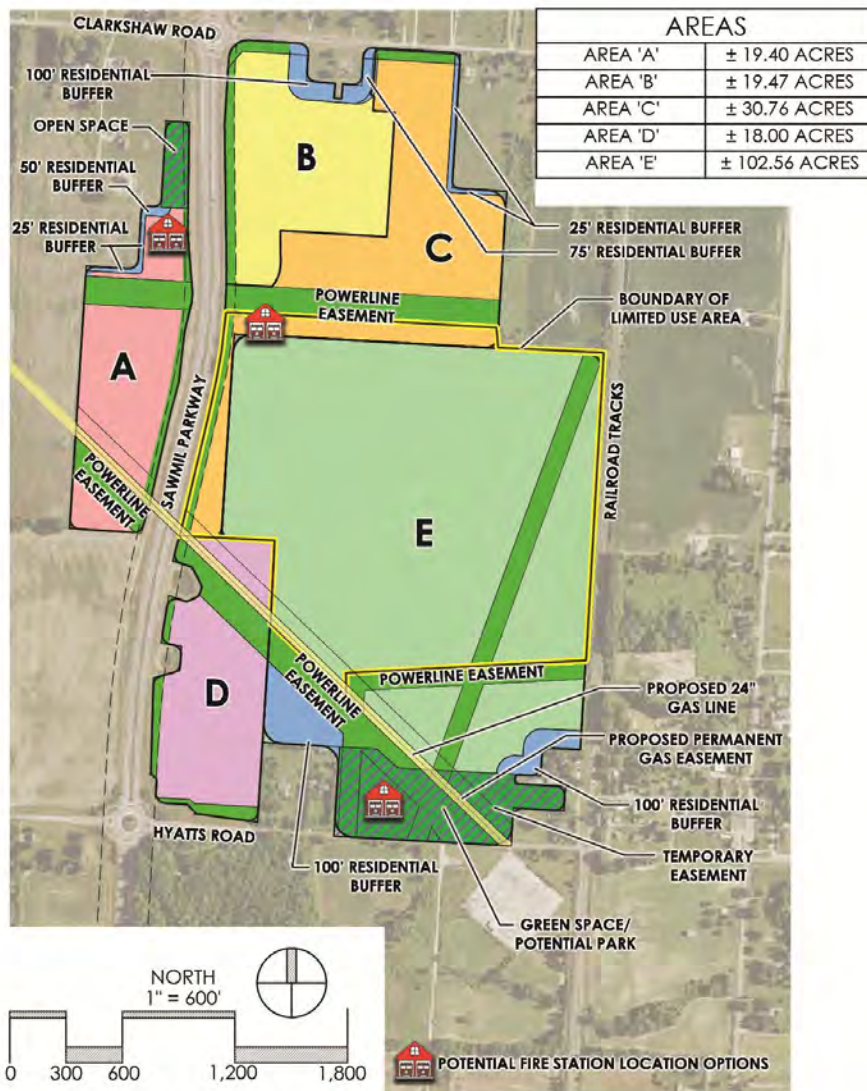 AREAS
AREA 'A' ± 19.40 ACRES
AREA 'B' ± 19.47 ACRES
AREA 'C' ± 30.76 ACRES
AREA 'D' ± 18.00 ACRES
AREA 'E' ± 102.56 ACRES
CLARKSHAW ROAD
100' RESIDENTIAL
BUFFER
OPEN SPACE
50' RESIDENTIAL
BUFFER
25' RESIDENTIAL
BUFFER
B
C
25' RESIDENTIAL BUFFER
75' RESIDENTIAL BUFFER
POWERLINE
EASEMENT
BOUNDARY OF
LIMITED USE AREA
A
SAWMIL PARKWAY
RAILROAD TRACKS
POWERLINE
EASEMENT
E
D
POWERLINE
EASEMENT
POWERLINE EASEMENT
PROPOSED 24"
GAS LINE
PROPOSED PERMANENT
GAS EASEMENT
100' RESIDENTIAL
BUFFER
HYATTS ROAD
100' RESIDENTIAL
BUFFER
TEMPORARY
EASEMENT
GREEN SPACE/
POTENTIAL PARK
NORTH
1" = 600'
0 300 600 1,200 1,800
POTENTIAL FIRE STATION LOCATION OPTIONS